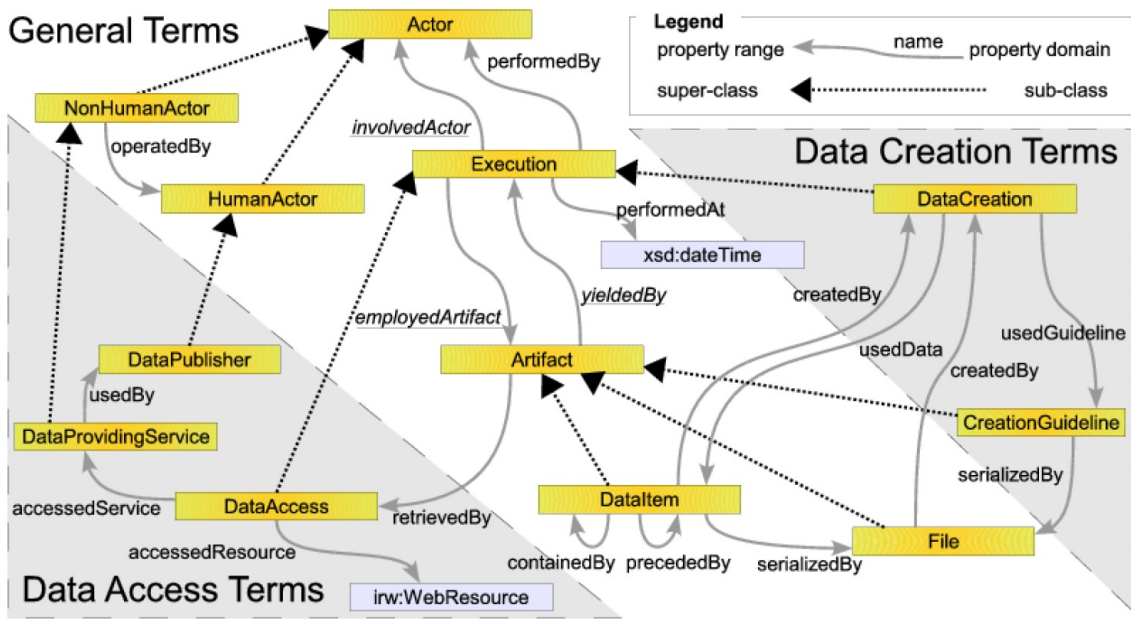 General Terms
Actor
Legend
property range
name
property domain
super-class
sub-class
performedBy
NonHumanActor
operatedBy
involvedActor
Execution
Data Creation Terms
HumanActor
DataCreation
performedAt
xsd:dateTime
createdBy
yieldedBy
employedArtifact
usedGuideline
DataPublisher
Artifact
usedData
createdBy
usedBy
DataProvidingService
CreationGuideline
serializedBy
accessedService
DataAccess
retrievedBy
DataItem
File
accessedResource
containedBy
precededBy
serializedBy
Data Access Terms
irw:WebResource